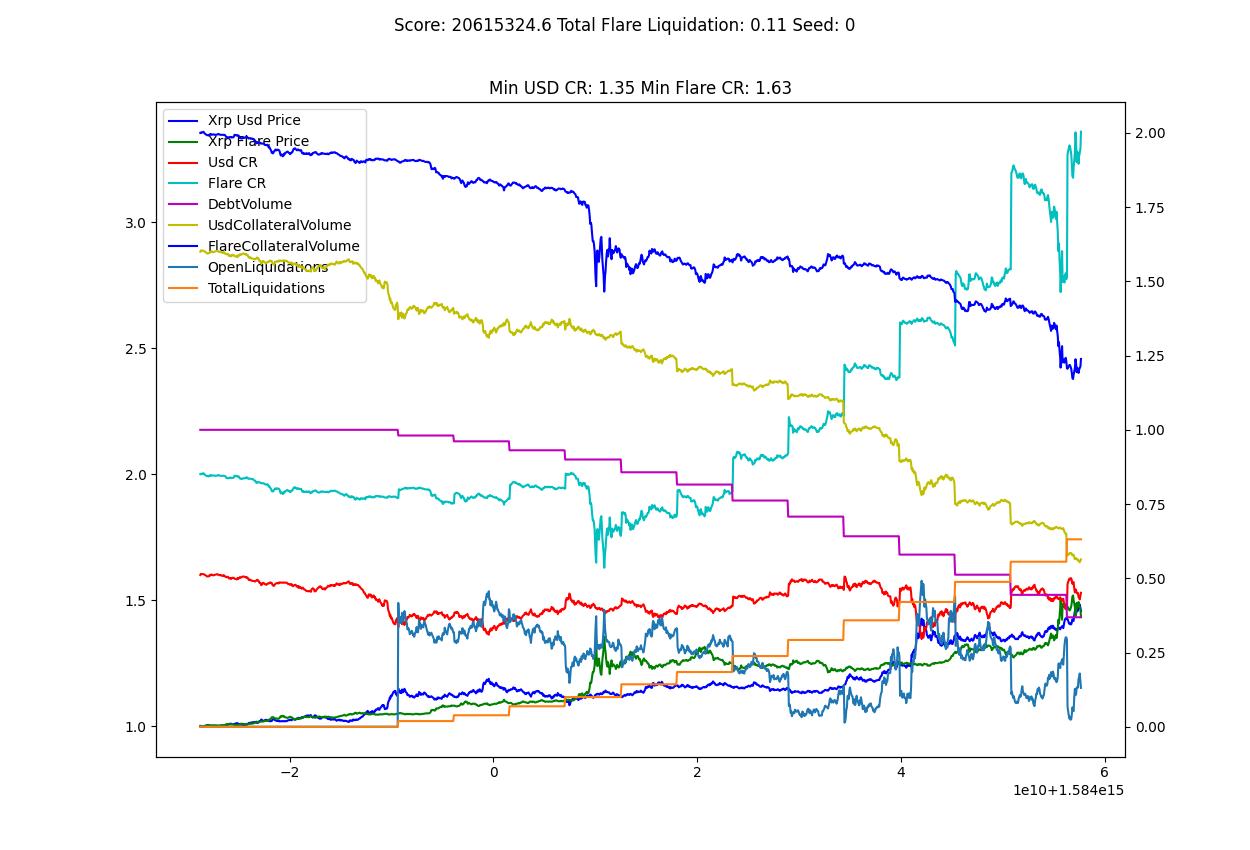 Score: 20615324.6 Total Flare Liquidation: 0.11 Seed: 0
Min USD CR: 1.35 Min Flare CR: 1.63
Xrp Usd Price
Xrp Flare Price
Usd CR
Flare CR
DebtVolume
UsdCollateralVolume
FlareCollateralVolume
OpenLiquidations
TotalLiquidations
3.0
2.5
2.0
1.5
1.0
2.00
1.75
1.50
1.25
1.00
0.75
0.50
0.25
0.00
−2
0
2
4
6
1e10+1.584e15